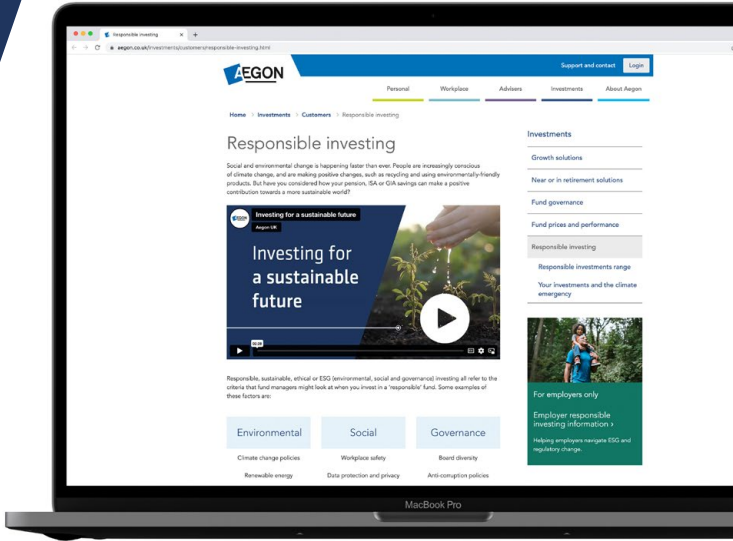 Responsible investing
aegon.co.uk/investments/customers/responsible-investing.html
AEGON
Support and contact
Login
Personal
Workplace
Advisers
Investments
About Aegon
Home > Investments > Customers > Responsible investing
Responsible investing
Social and environmental change is happening faster than ever. People are increasingly conscious
of climate change, and are making positive changes, such as recycling and using environmentally-friendly
products. But have you considered how your pension, ISA or GIA savings can make a positive
contribution towards a more sustainable world?
AEGON
Investing for a sustainable future
Aegon UK
Investing for
a sustainable
future
Responsible, sustainable, ethical or ESG (environmental, social and governance) investing all refer to the
criteria that fund managers might look at when you invest in a 'responsible' fund. Some examples of
these factors are:
Environmental
Social
Governance
Climate change policies
Workplace safety
Board diversity
Renewable energy
Data protection and privacy
Anti-corruption policies
Investments
Growth solutions
Near or in retirement solutions
Fund governance
Fund prices and performance
Responsible investing
Responsible investments range
Your investments and the climate
emergency
For employers only
Employer responsible
investing information ›
Helping employers navigate ESG and
regulatory change.
MacBook Pro